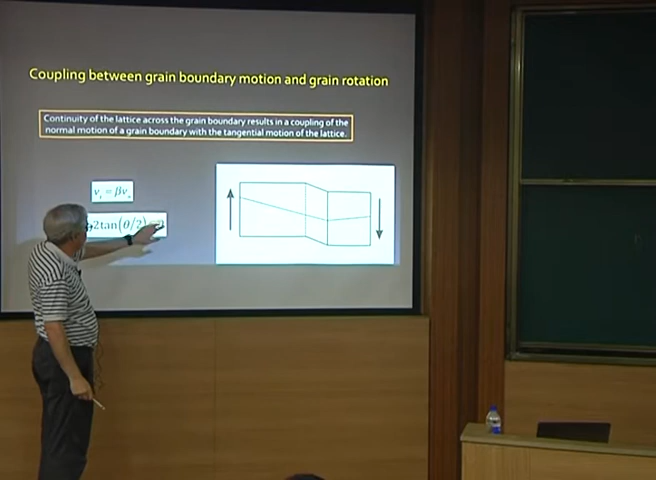 Coupling between grain boundary motion and grain rotation
Continuity of the lattice across the grain boundary results in a coupling of the
normal motion of a grain boundary with the tangential motion of the lattice.
= βv
2tan(θ/2)